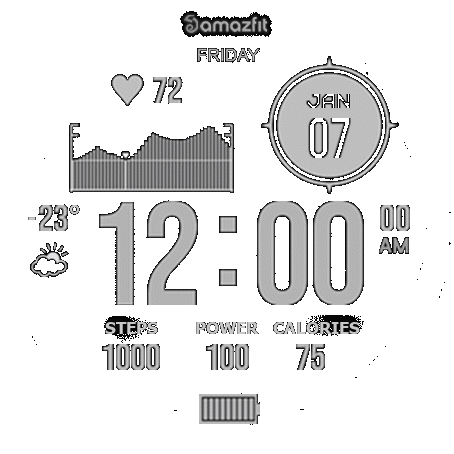 amazfit
FRIDAY
72
JAN
07
-23°
12:00
00
AM
STEPS POWER CALORIES
1000 100 75